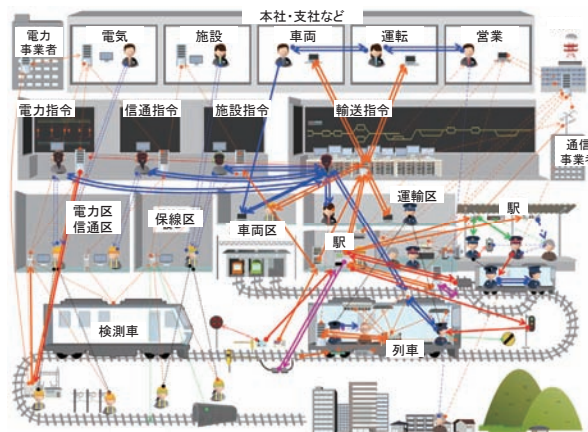 本社・支社など
電力
事業者
電気
施設
車両
運転
営業
電力指令
信通指令
施設指令
輸送指令
通信
事業者
電力区
信通区
保線区
車両区
駅
運輸区
駅
検測車
列車